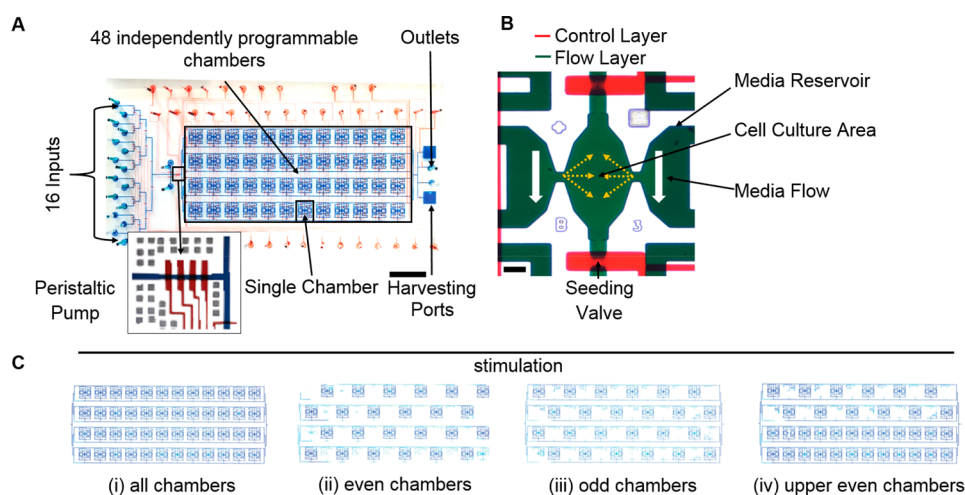 A
48 independently programmable
chambers
Outlets
16 Inputs
Peristaltic
Pump
Single Chamber
Harvesting
Ports
B
Control Layer
Flow Layer
Media Reservoir
Cell Culture Area
Media Flow
8
3
Seeding
Valve
C
stimulation
(i) all chambers
(ii) even chambers
(iii) odd chambers
(iv) upper even chambers